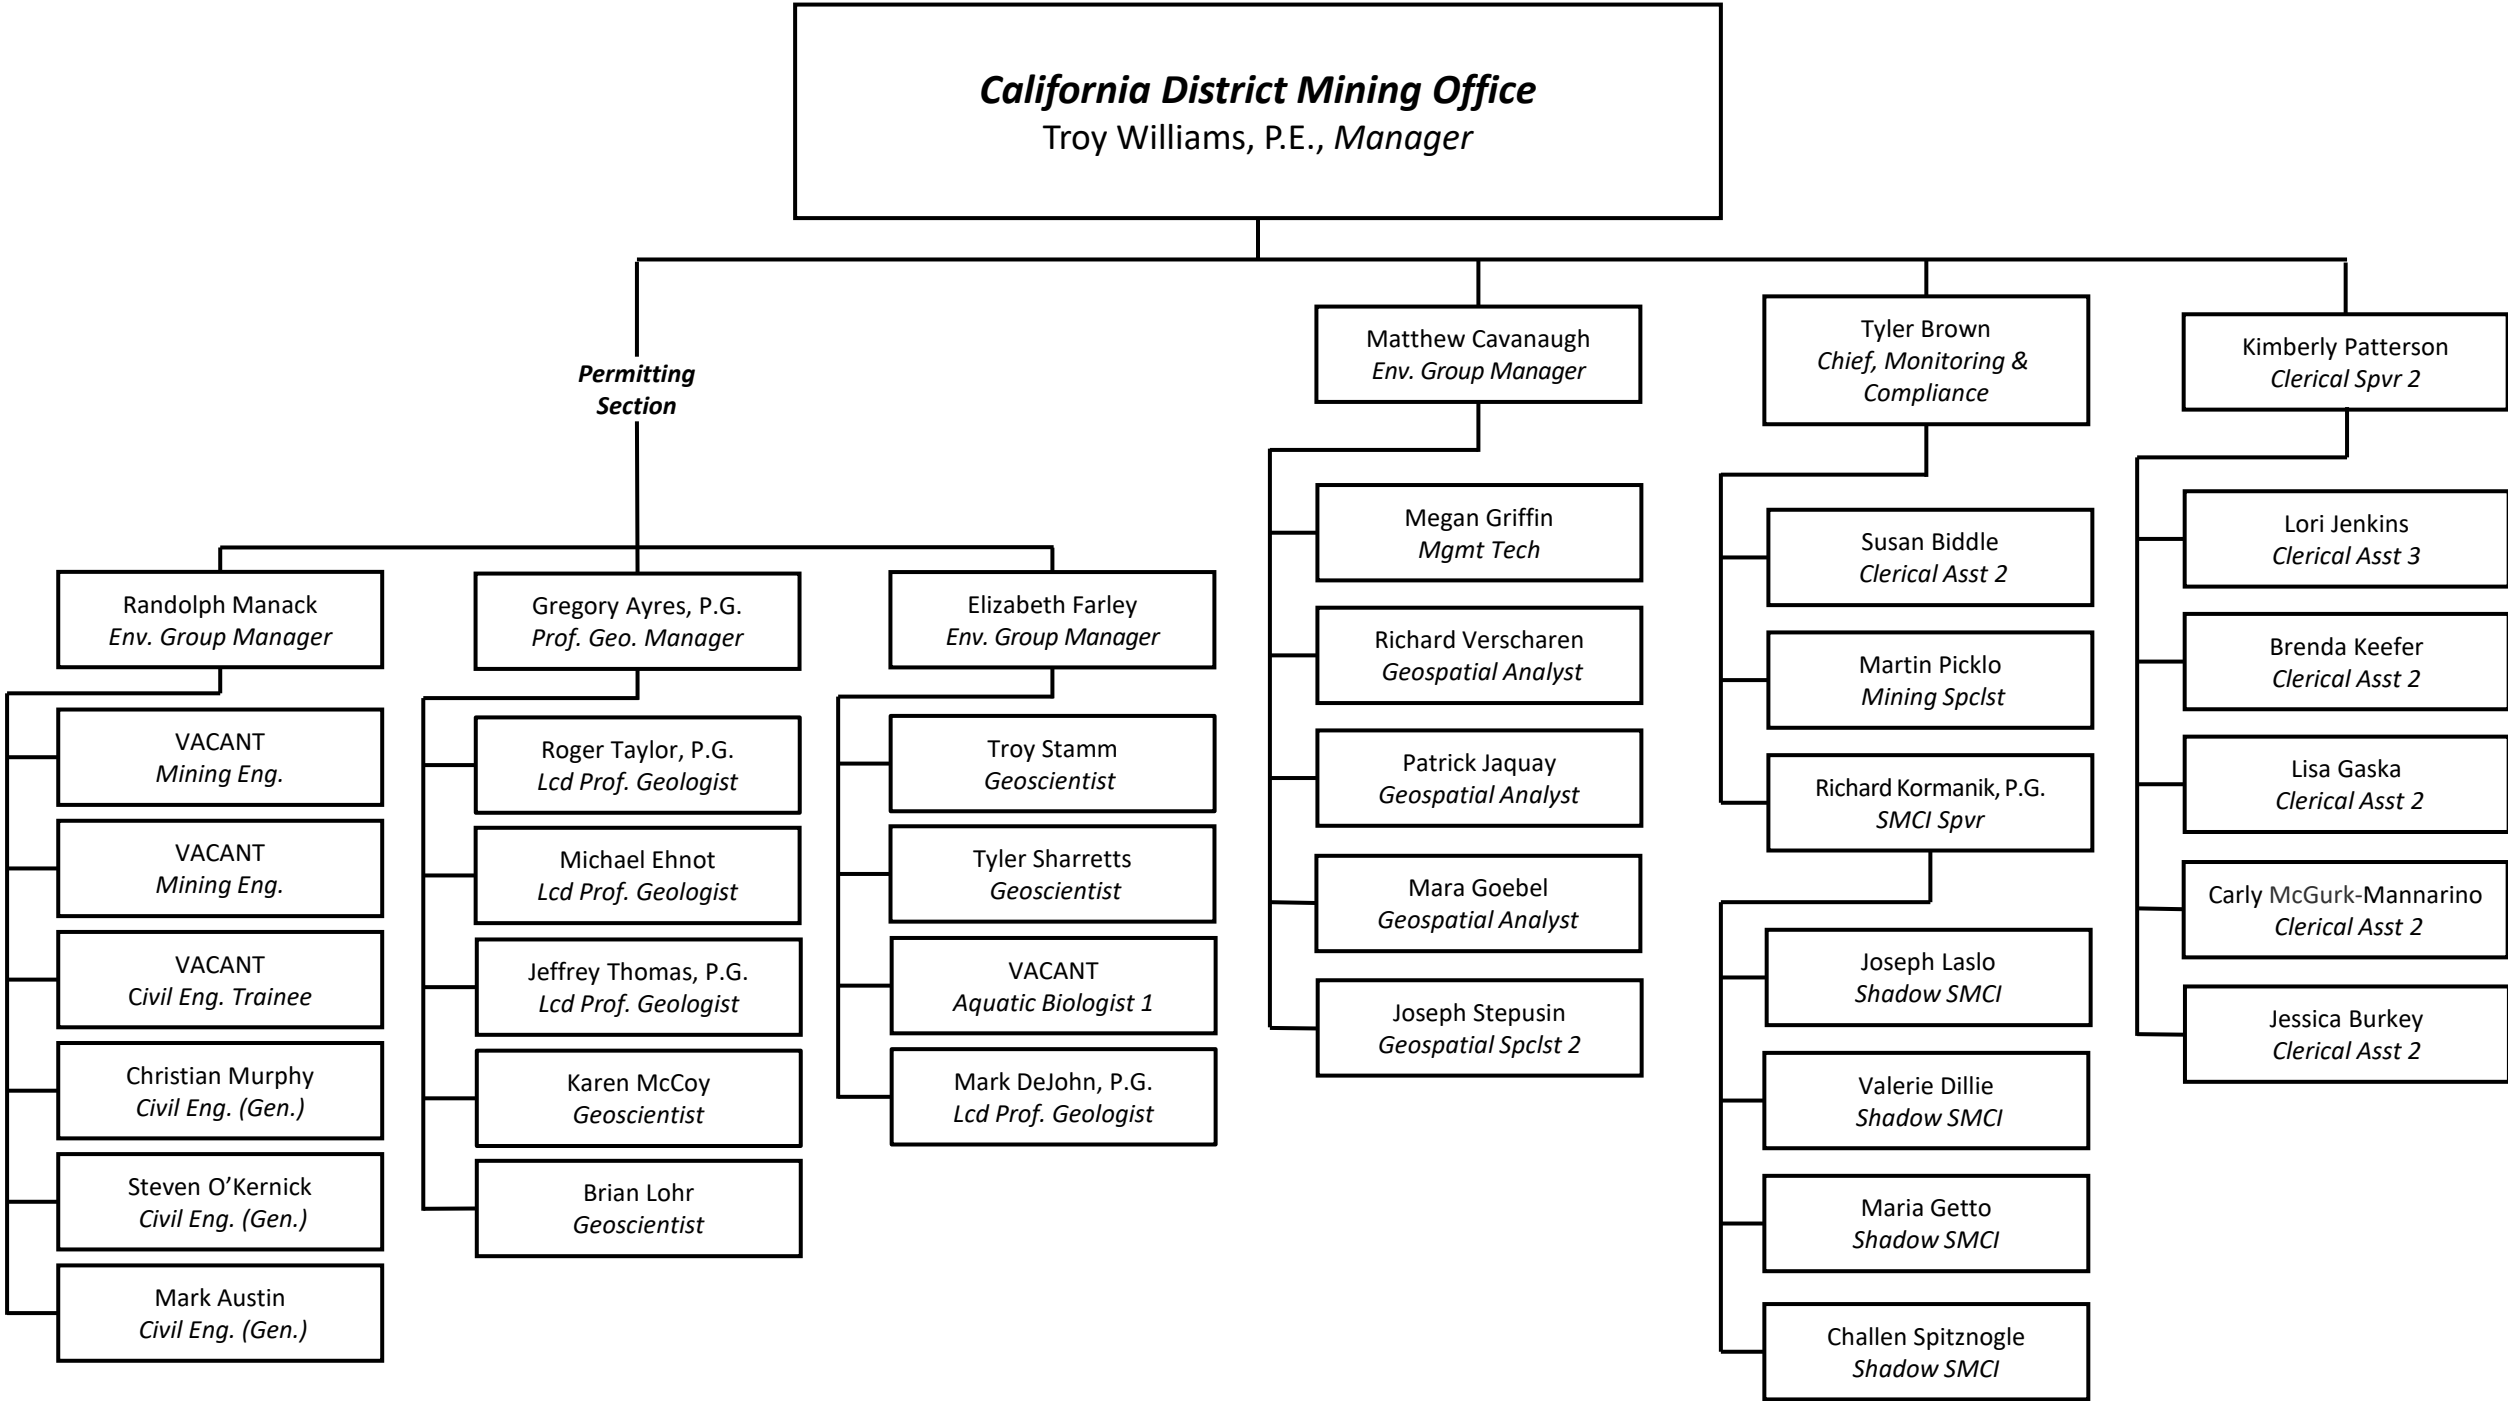 California District Mining Office
Troy Williams, P.E., Manager
Permitting
Section
Randolph Manack
Env. Group Manager
VACANT
Mining Eng.
VACANT
Mining Eng.
VACANT
Civil Eng. Trainee
Christian Murphy
Civil Eng. (Gen.)
Steven O’Kernick
Civil Eng. (Gen.)
Mark Austin
Civil Eng. (Gen.)
Gregory Ayres, P.G.
Prof. Geo. Manager
Roger Taylor, P.G.
Lcd Prof. Geologist
Michael Ehnot
Lcd Prof. Geologist
Jeffrey Thomas, P.G.
Lcd Prof. Geologist
Karen McCoy
Geoscientist
Brian Lohr
Geoscientist
Elizabeth Farley
Env. Group Manager
Troy Stamm
Geoscientist
Tyler Sharretts
Geoscientist
VACANT
Aquatic Biologist 1
Mark DeJohn, P.G.
Lcd Prof. Geologist
Matthew Cavanaugh
Env. Group Manager
Megan Griffin
Mgmt Tech
Richard Verscharen
Geospatial Analyst
Patrick Jaquay
Geospatial Analyst
Mara Goebel
Geospatial Analyst
Joseph Stepusin
Geospatial Spclst 2
Tyler Brown
Chief, Monitoring &
Compliance
Susan Biddle
Clerical Asst 2
Martin Picklo
Mining Spclst
Richard Kormanik, P.G.
SMCI Spvr
Joseph Laslo
Shadow SMCI
Valerie Dillie
Shadow SMCI
Maria Getto
Shadow SMCI
Challen Spitznogle
Shadow SMCI
Kimberly Patterson
Clerical Spvr 2
Lori Jenkins
Clerical Asst 3
Brenda Keefer
Clerical Asst 2
Lisa Gaska
Clerical Asst 2
Carly McGurk-Mannarino
Clerical Asst 2
Jessica Burkey
Clerical Asst 2